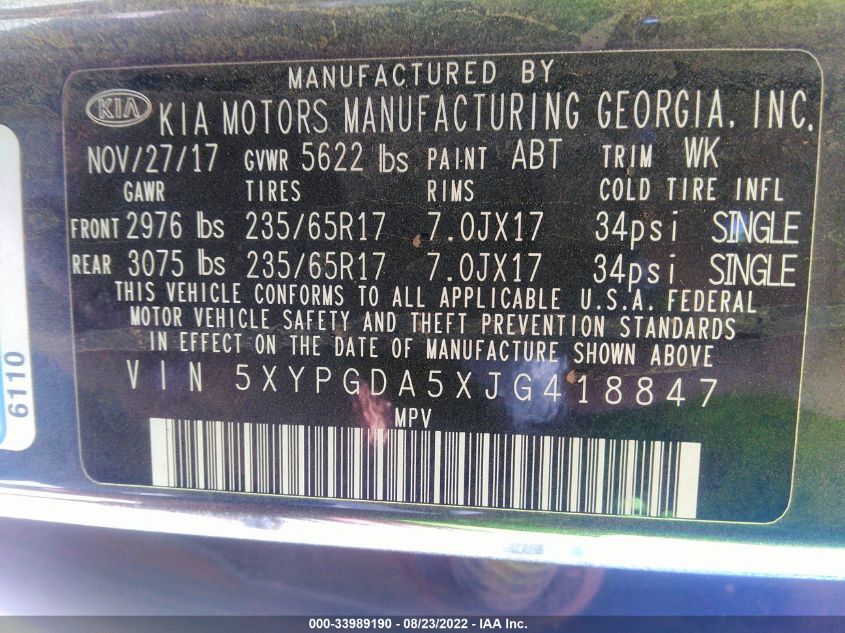 MANUFACTURED BY
KIA KIA MOTORS MANUFACTURING GEORGIA, INC.
NOV/27/17 GVWR 5622 lbs PAINT ABT TRIM WK
GAWR TIRES RIMS COLD TIRE INFL
FRONT 2976 lbs 235/65R17 7.0JX17 34psi SINGLE
REAR 3075 lbs 235/65R17 7.0JX17 34psi SINGLE
THIS VEHICLE CONFORMS TO ALL APPLICABLE U.S.A. FEDERAL
MOTOR VEHICLE SAFETY AND THEFT PREVENTION STANDARDS
IN EFFECT ON THE DATE OF MANUFACTURE SHOWN ABOVE.
VIN 5XYPGDA5XJG418847
MPV
6110
000-33989190 - 08/23/2022 - IAA Inc.